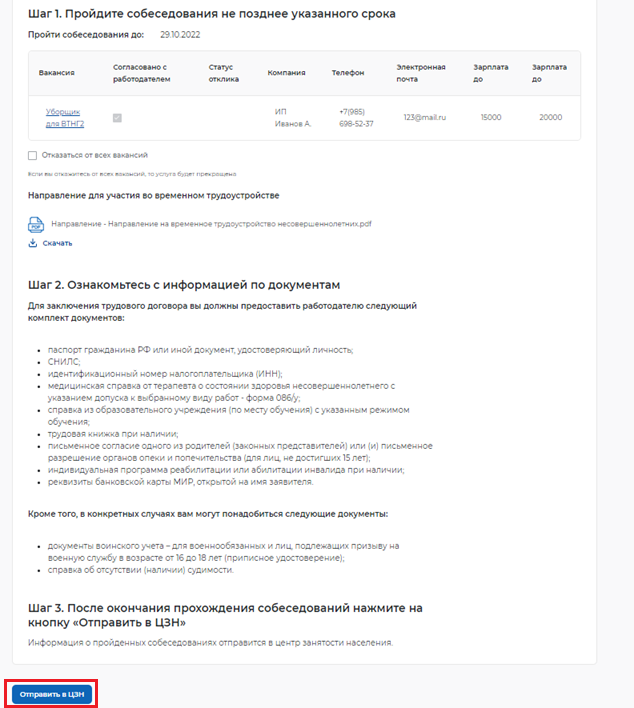 Шаг 1. Пройдите собеседования не позднее указанного срока
Пройти собеседования до: 29.10.2022
Вакансия Согласовано с работодателем Статус отклика Компания Телефон Электронная почта Зарплата до Зарплата до
Уборщик для ВТНГ2 ИП Иванов А. +7(985) 698-52-37 123@mail.ru 15000 20000
Отказаться от всех вакансий
Если вы откажитесь от всех вакансий, то услуга будет прекращена
Направление для участия во временном трудоустройстве
PDF Направление - Направление на временное трудоустройство несовершеннолетних.pdf
Скачать
Шаг 2. Ознакомьтесь с информацией по документам
Для заключения трудового договора вы должны предоставить работодателю следующий
комплект документов:
• паспорт гражданина РФ или иной документ, удостоверяющий личность;
• СНИЛС;
• идентификационный номер налогоплательщика (ИНН);
• медицинская справка от терапевта о состоянии здоровья несовершеннолетнего с
указанием допуска к выбранному виду работ - форма 086/у;
• справка из образовательного учреждения (по месту обучения) с указанным режимом
обучения;
• трудовая книжка при наличии;
• письменное согласие одного из родителей (законных представителей) или (и) письменное
разрешение органов опеки и попечительства (для лиц, не достигших 15 лет);
• индивидуальная программа реабилитации или абилитации инвалида при наличии;
• реквизиты банковской карты МИР, открытой на имя заявителя.
Кроме того, в конкретных случаях вам могут понадобиться следующие документы:
• документы воинского учета – для военнообязанных и лиц, подлежащих призыву на
военную службу в возрасте от 16 до 18 лет (приписное удостоверение);
• справка об отсутствии (наличии) судимости.
Шаг 3. После окончания прохождения собеседований нажмите на
кнопку «Отправить в ЦЗН»
Информация о пройденных собеседованиях отправится в центр занятости населения.
Отправить в ЦЗН